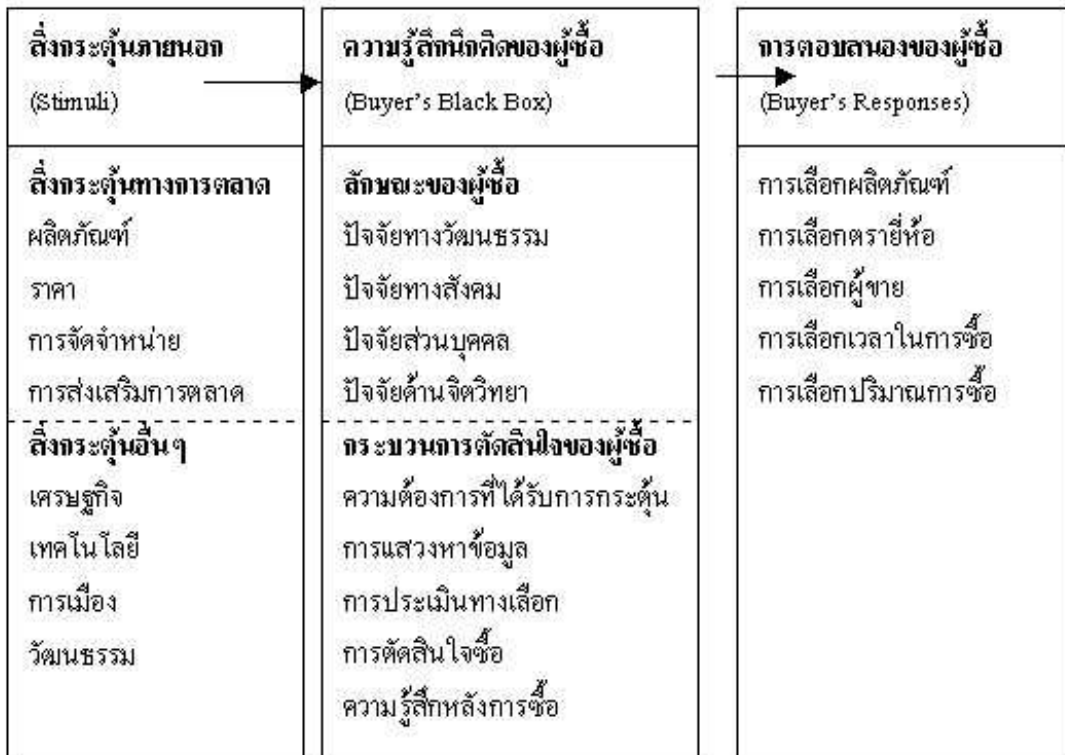 สิ่งกระตุ้นภายนอก
(Stimuli)
สิ่งกระตุ้นทางการตลาด
ผลิตภัณฑ์
ราคา
การจัดจำหน่าย
การส่งเสริมการตลาด
สิ่งกระตุ้นอื่นๆ
เศรษฐกิจ
เทคโนโลยี
การเมือง
วัฒนธรรม
ความรู้สึกนึกคิดของผู้ซื้อ
(Buyer's Black Box)
ลักษณะของผู้ซื้อ
ปัจจัยทางวัฒนธรรม
ปัจจัยทางสังคม
ปัจจัยส่วนบุคคล
ปัจจัยด้านจิตวิทยา
กระบวนการตัดสินใจของผู้ซื้อ
ความต้องการที่ได้รับการกระตุ้น
การแสวงหาข้อมูล
การประเมินทางเลือก
การตัดสินใจซื้อ
ความรู้สึกหลังการซื้อ
การตอบสนองของผู้ซื้อ
(Buyer's Responses)
การเลือกผลิตภัณฑ์
การเลือกตรายี่ห้อ
การเลือกผู้ขาย
การเลือกเวลาในการซื้อ
การเลือกปริมาณการซื้อ